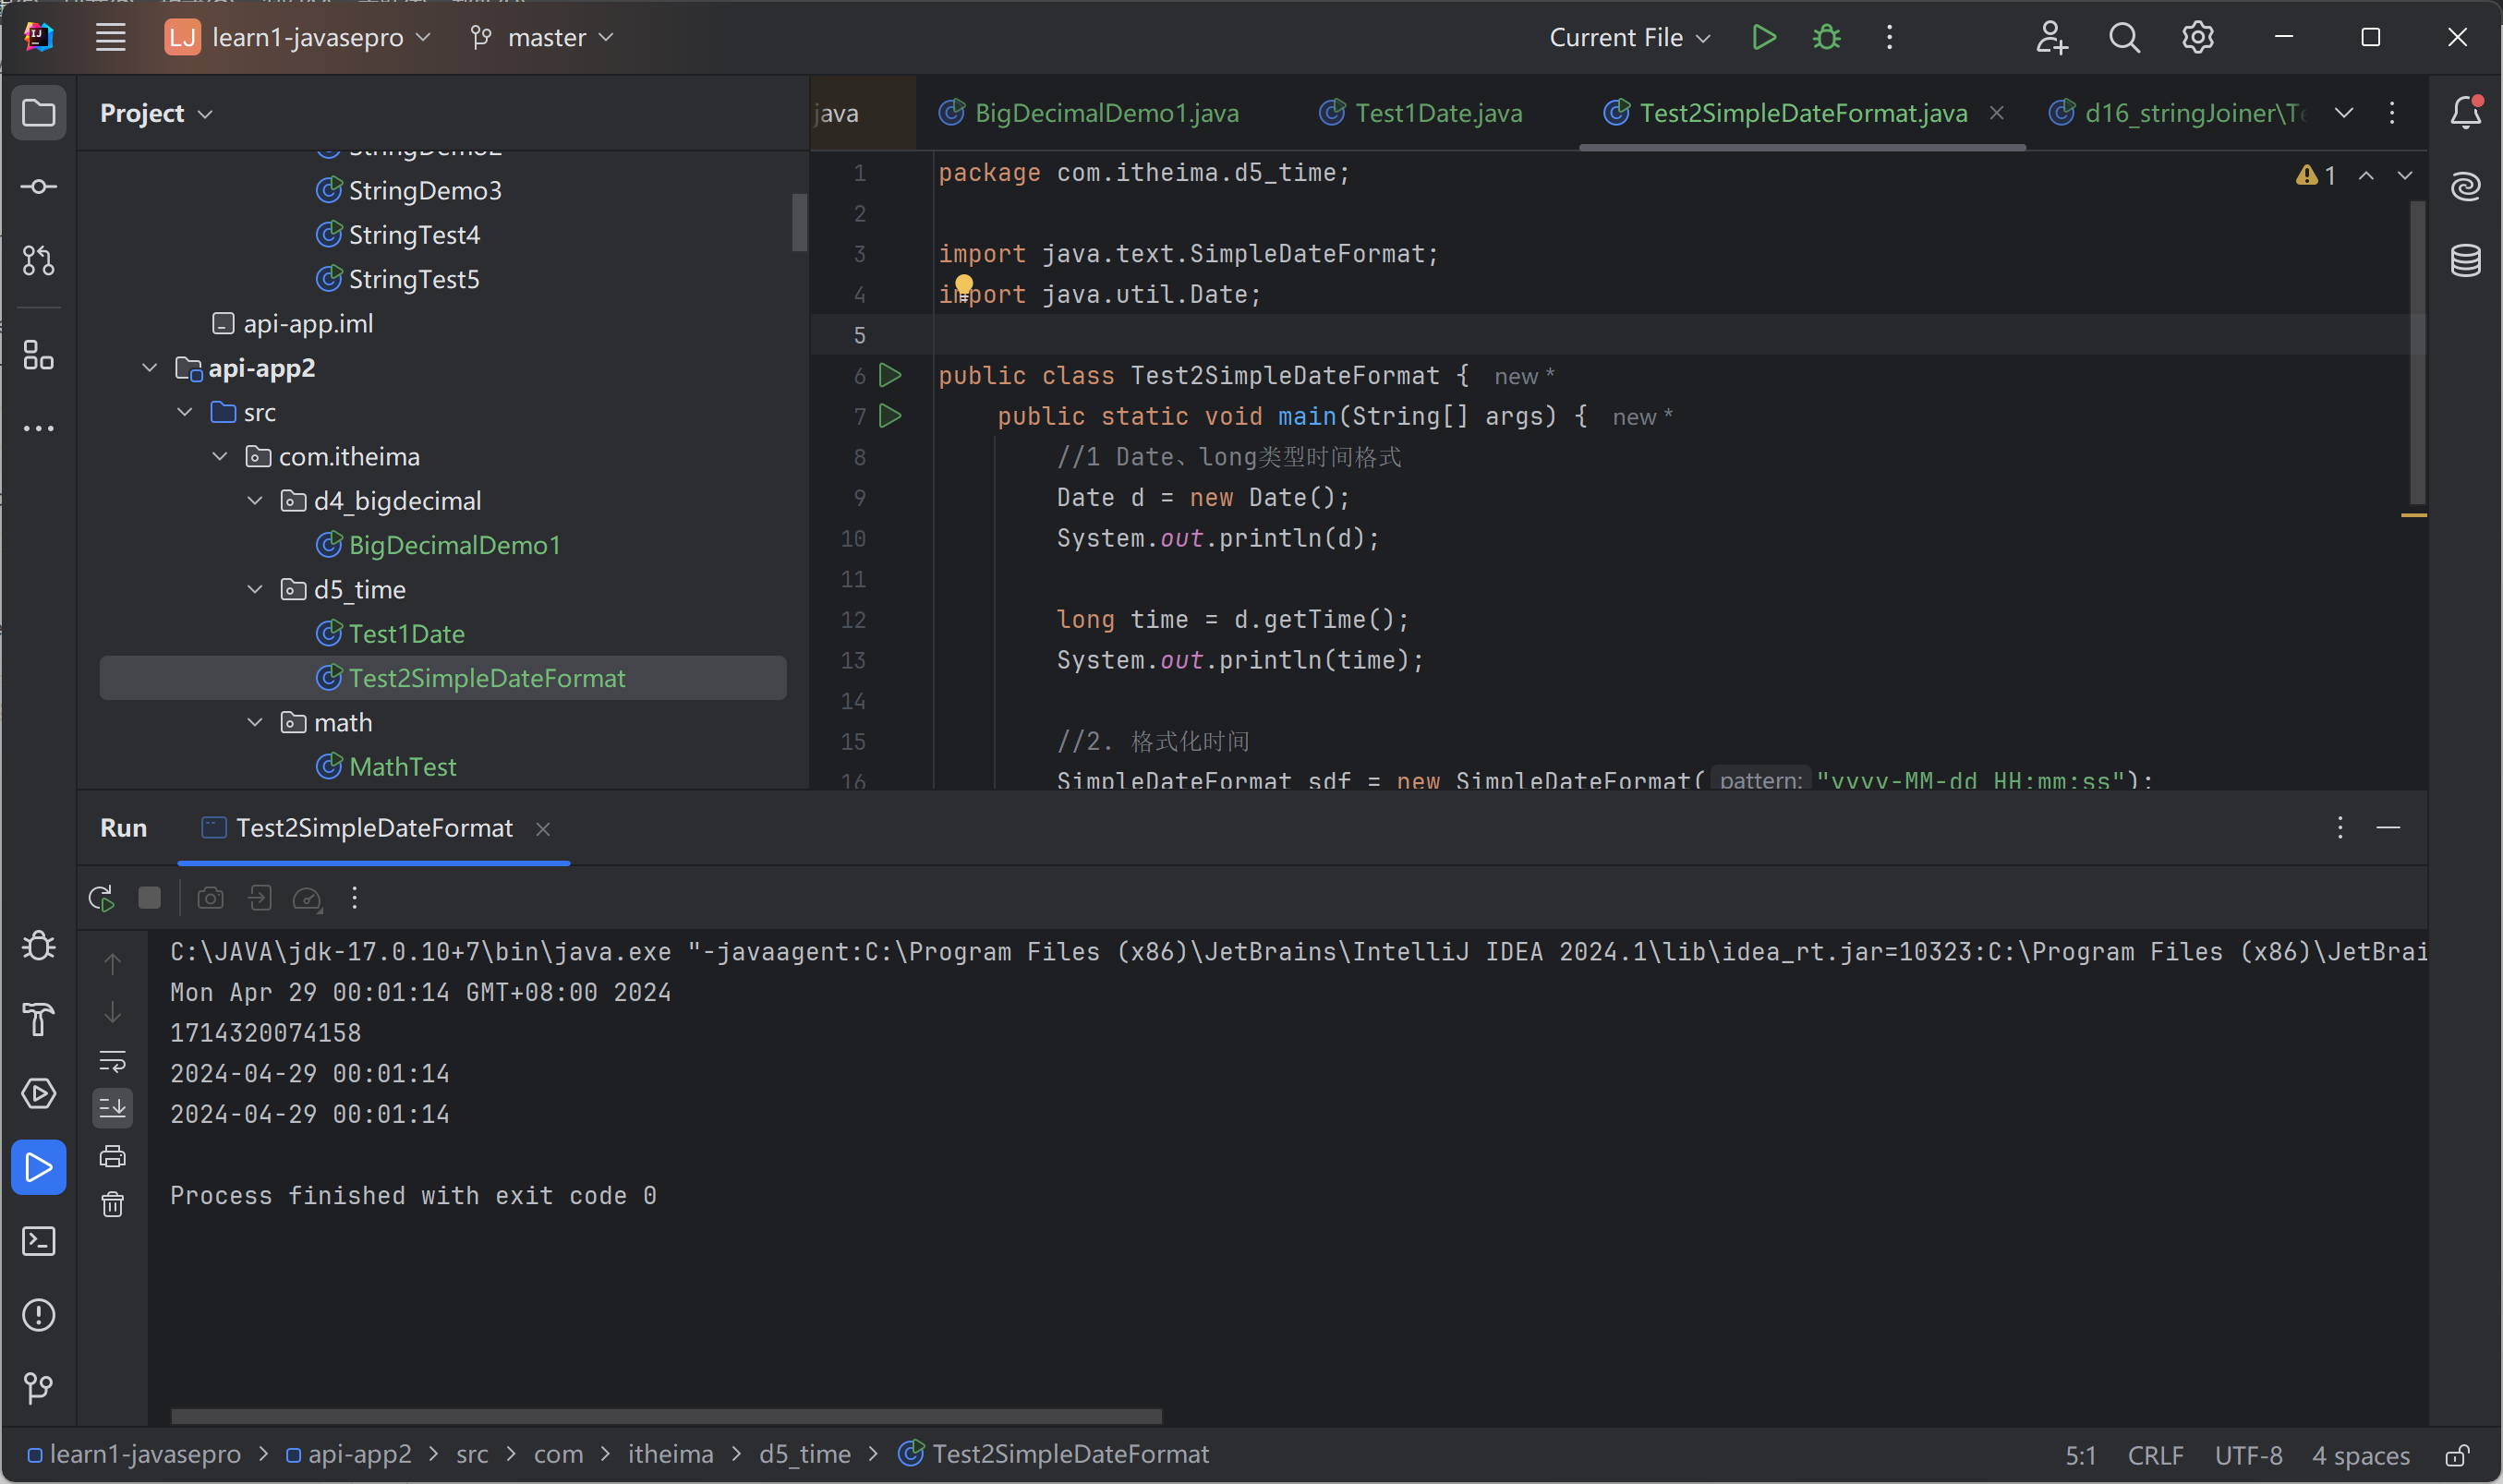 LJ learn1-javasepro master Current File
Project
java BigDecimalDemo1.java Test1Date.java Test2SimpleDateFormat.java d16_stringJoiner\Te
StringDemo2
StringDemo3
StringTest4
StringTest5
api-app.iml
api-app2
src
com.itheima
d4_bigdecimal
BigDecimalDemo1
d5_time
Test1Date
Test2SimpleDateFormat
math
MathTest
1 package com.itheima.d5_time; 1
2
3 import java.text.SimpleDateFormat;
4 import java.util.Date;
5
6 public class Test2SimpleDateFormat { new *
7 public static void main(String[] args) { new *
8 //1 Date、long类型时间格式
9 Date d = new Date();
10 System.out.println(d);
11
12 long time = d.getTime();
13 System.out.println(time);
14
15 //2. 格式化时间
16 SimpleDateFormat sdf = new SimpleDateFormat( pattern: "yyyy-MM-dd HH:mm:ss");
Run Test2SimpleDateFormat
C:\JAVA\jdk-17.0.10+7\bin\java.exe "-javaagent:C:\Program Files (x86)\JetBrains\IntelliJ IDEA 2024.1\lib\idea_rt.jar=10323:C:\Program Files (x86)\JetBrai
Mon Apr 29 00:01:14 GMT+08:00 2024
1714320074158
2024-04-29 00:01:14
2024-04-29 00:01:14
Process finished with exit code 0
learn1-javasepro > api-app2 > src > com > itheima > d5_time > Test2SimpleDateFormat 5:1 CRLF UTF-8 4 spaces